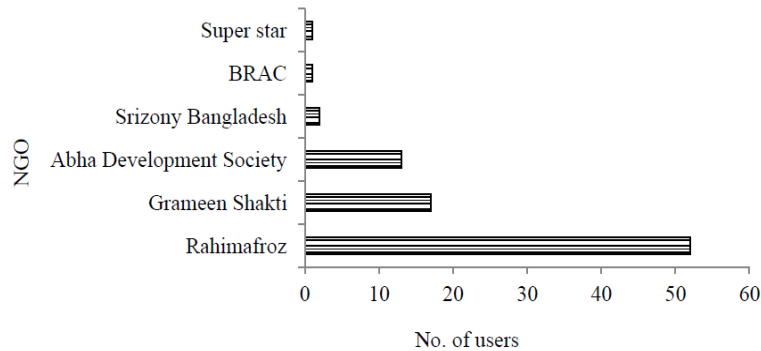 Super star
BRAC
Srizony Bangladesh
Abha Development Society
Grameen Shakti
Rahimafroz
NGO
0 10 20 30 40 50 60
No. of users